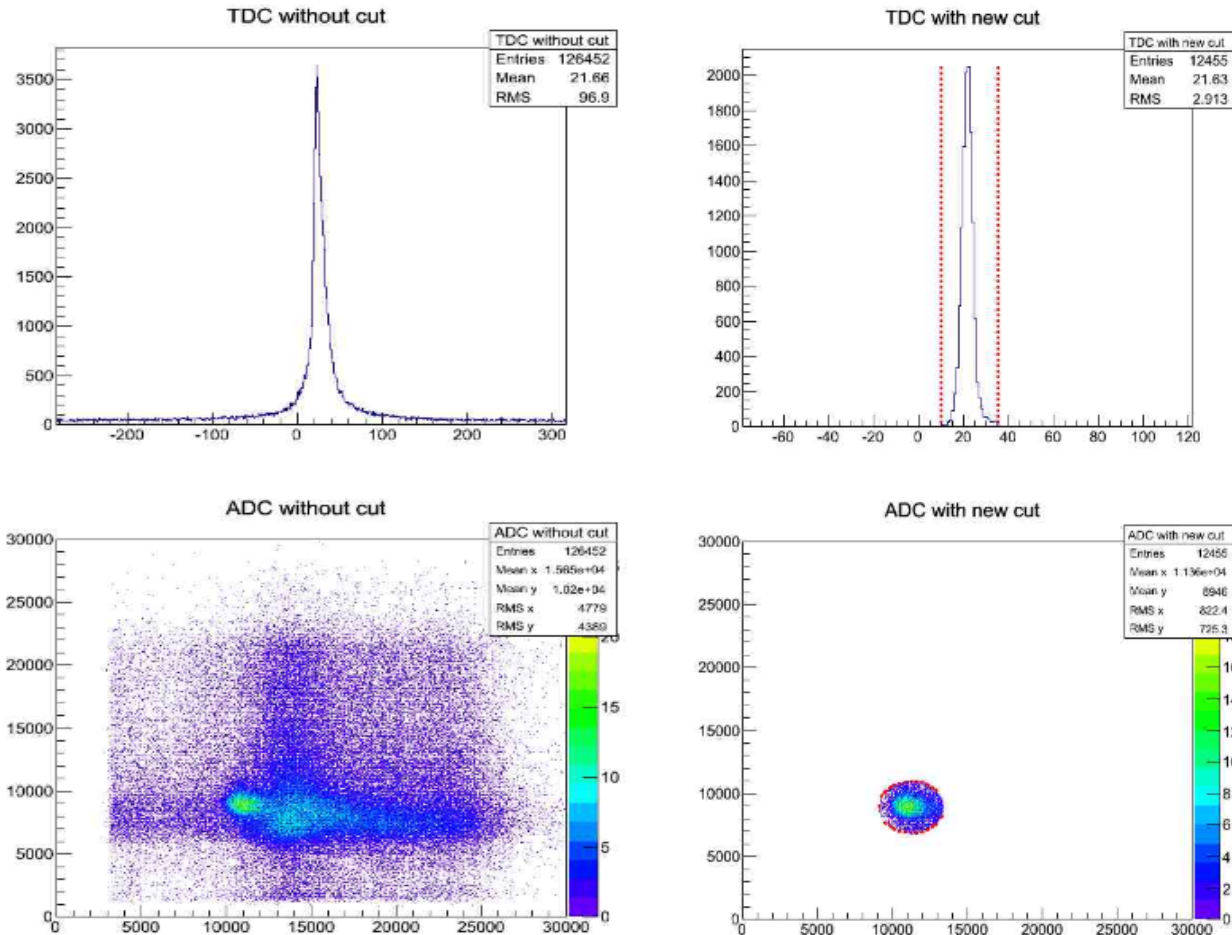 TDC without cut
TDC without cut
Entries 126452
Mean 21.66
RMS 96.9
3500
3000
2500
2000
1500
1000
500
0
-200 -100 0 100 200 300
TDC with new cut
TDC with new cut
Entries 12455
Mean 21.63
RMS 2.913
2000
1800
1600
1400
1200
1000
800
600
400
200
0
-60 -40 -20 0 20 40 60 80 100 120
ADC without cut
ADC without cut
Entries 126452
Mean x 1.565e+04
Mean y 1.02e+04
RMS x 4779
RMS y 4389
30000
25000
20000
15000
10000
5000
0
0 5000 10000 15000 20000 25000 30000
20
15
10
5
0
ADC with new cut
ADC with new cut
Entries 12455
Mean x 1.136e+04
Mean y 8946
RMS x 822.4
RMS y 725.3
30000
25000
20000
15000
10000
5000
0
0 5000 10000 15000 20000 25000 30000
8
6
4
2
0